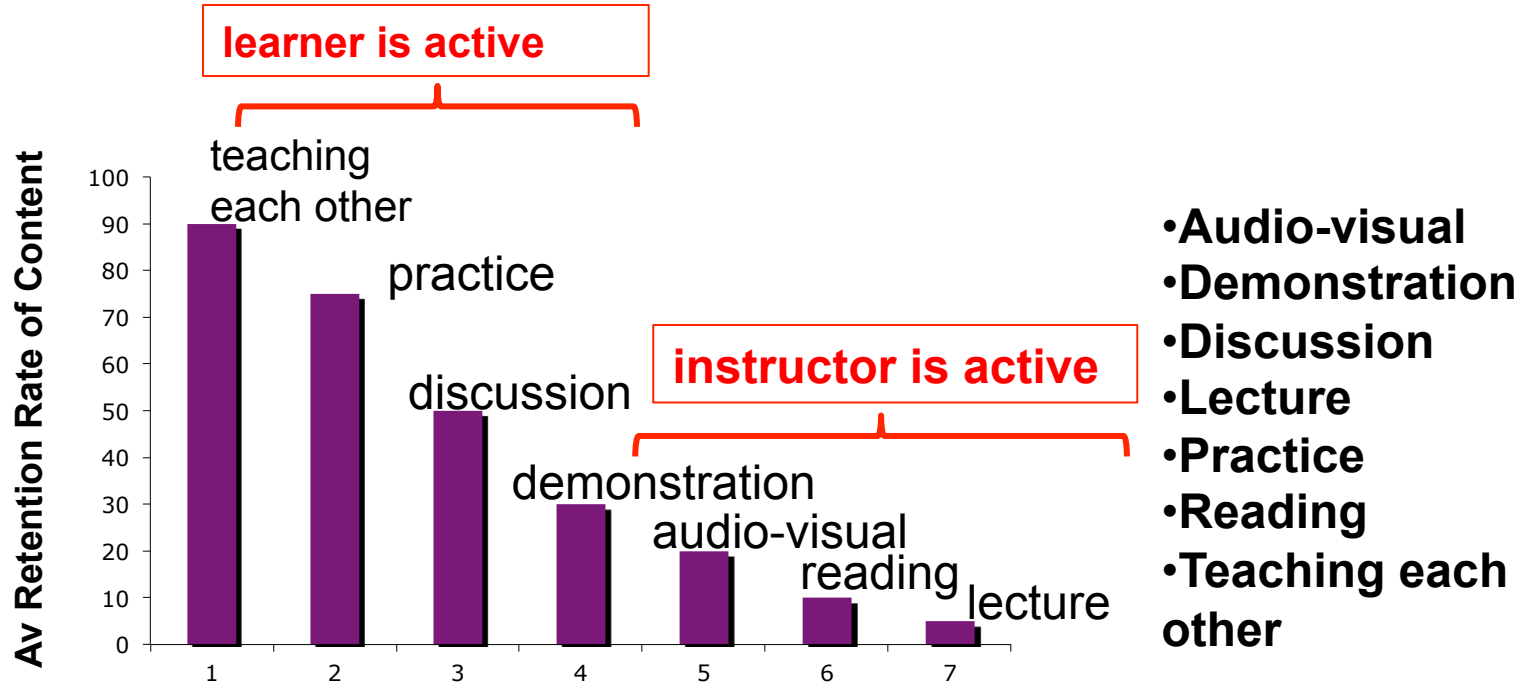 learner is active
teaching
each other
practice
discussion
instructor is active
demonstration
audio-visual
reading
lecture
Av Retention Rate of Content
100
90
80
70
60
50
40
30
20
10
0
1 2 3 4 5 6 7
•Audio-visual
•Demonstration
•Discussion
•Lecture
•Practice
•Reading
•Teaching each
other